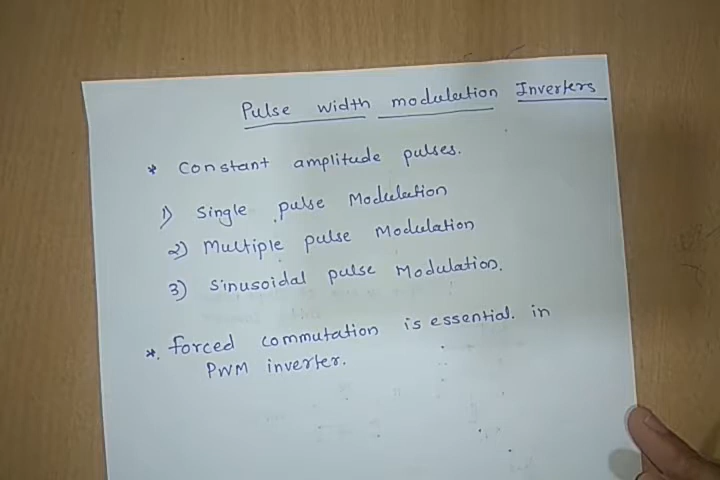 Pulse width modulation Inverters
* Constant amplitude pulses.
1) Single pulse Modulation
2) Multiple pulse Modulation
3) Sinusoidal pulse Modulation.
*. forced commutation is essential. in
PWM inverter.